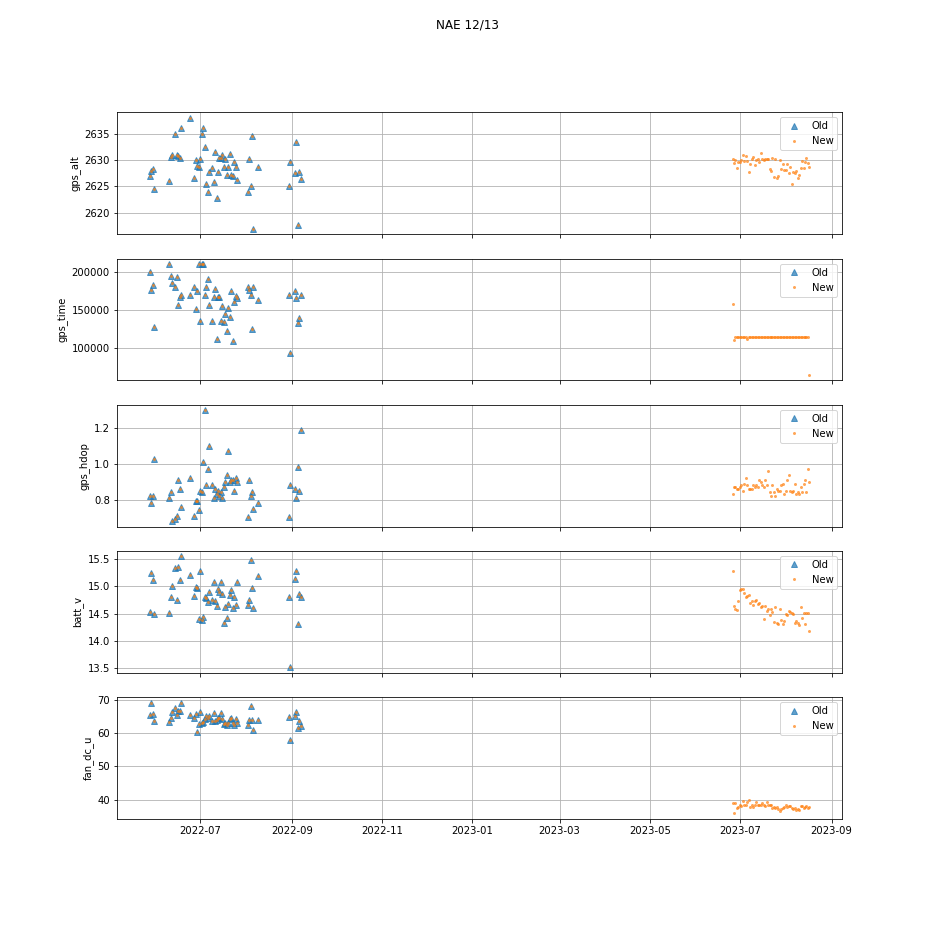 NAE 12/13
2635
2630
2625
2620
gps_alt
Old
New
200000
150000
100000
gps_time
Old
New
1.2
1.0
0.8
gps_hdop
Old
New
15.5
15.0
14.5
14.0
13.5
batt_v
Old
New
70
60
50
40
fan_dc_u
Old
New
2022-07 2022-09 2022-11 2023-01 2023-03 2023-05 2023-07 2023-09